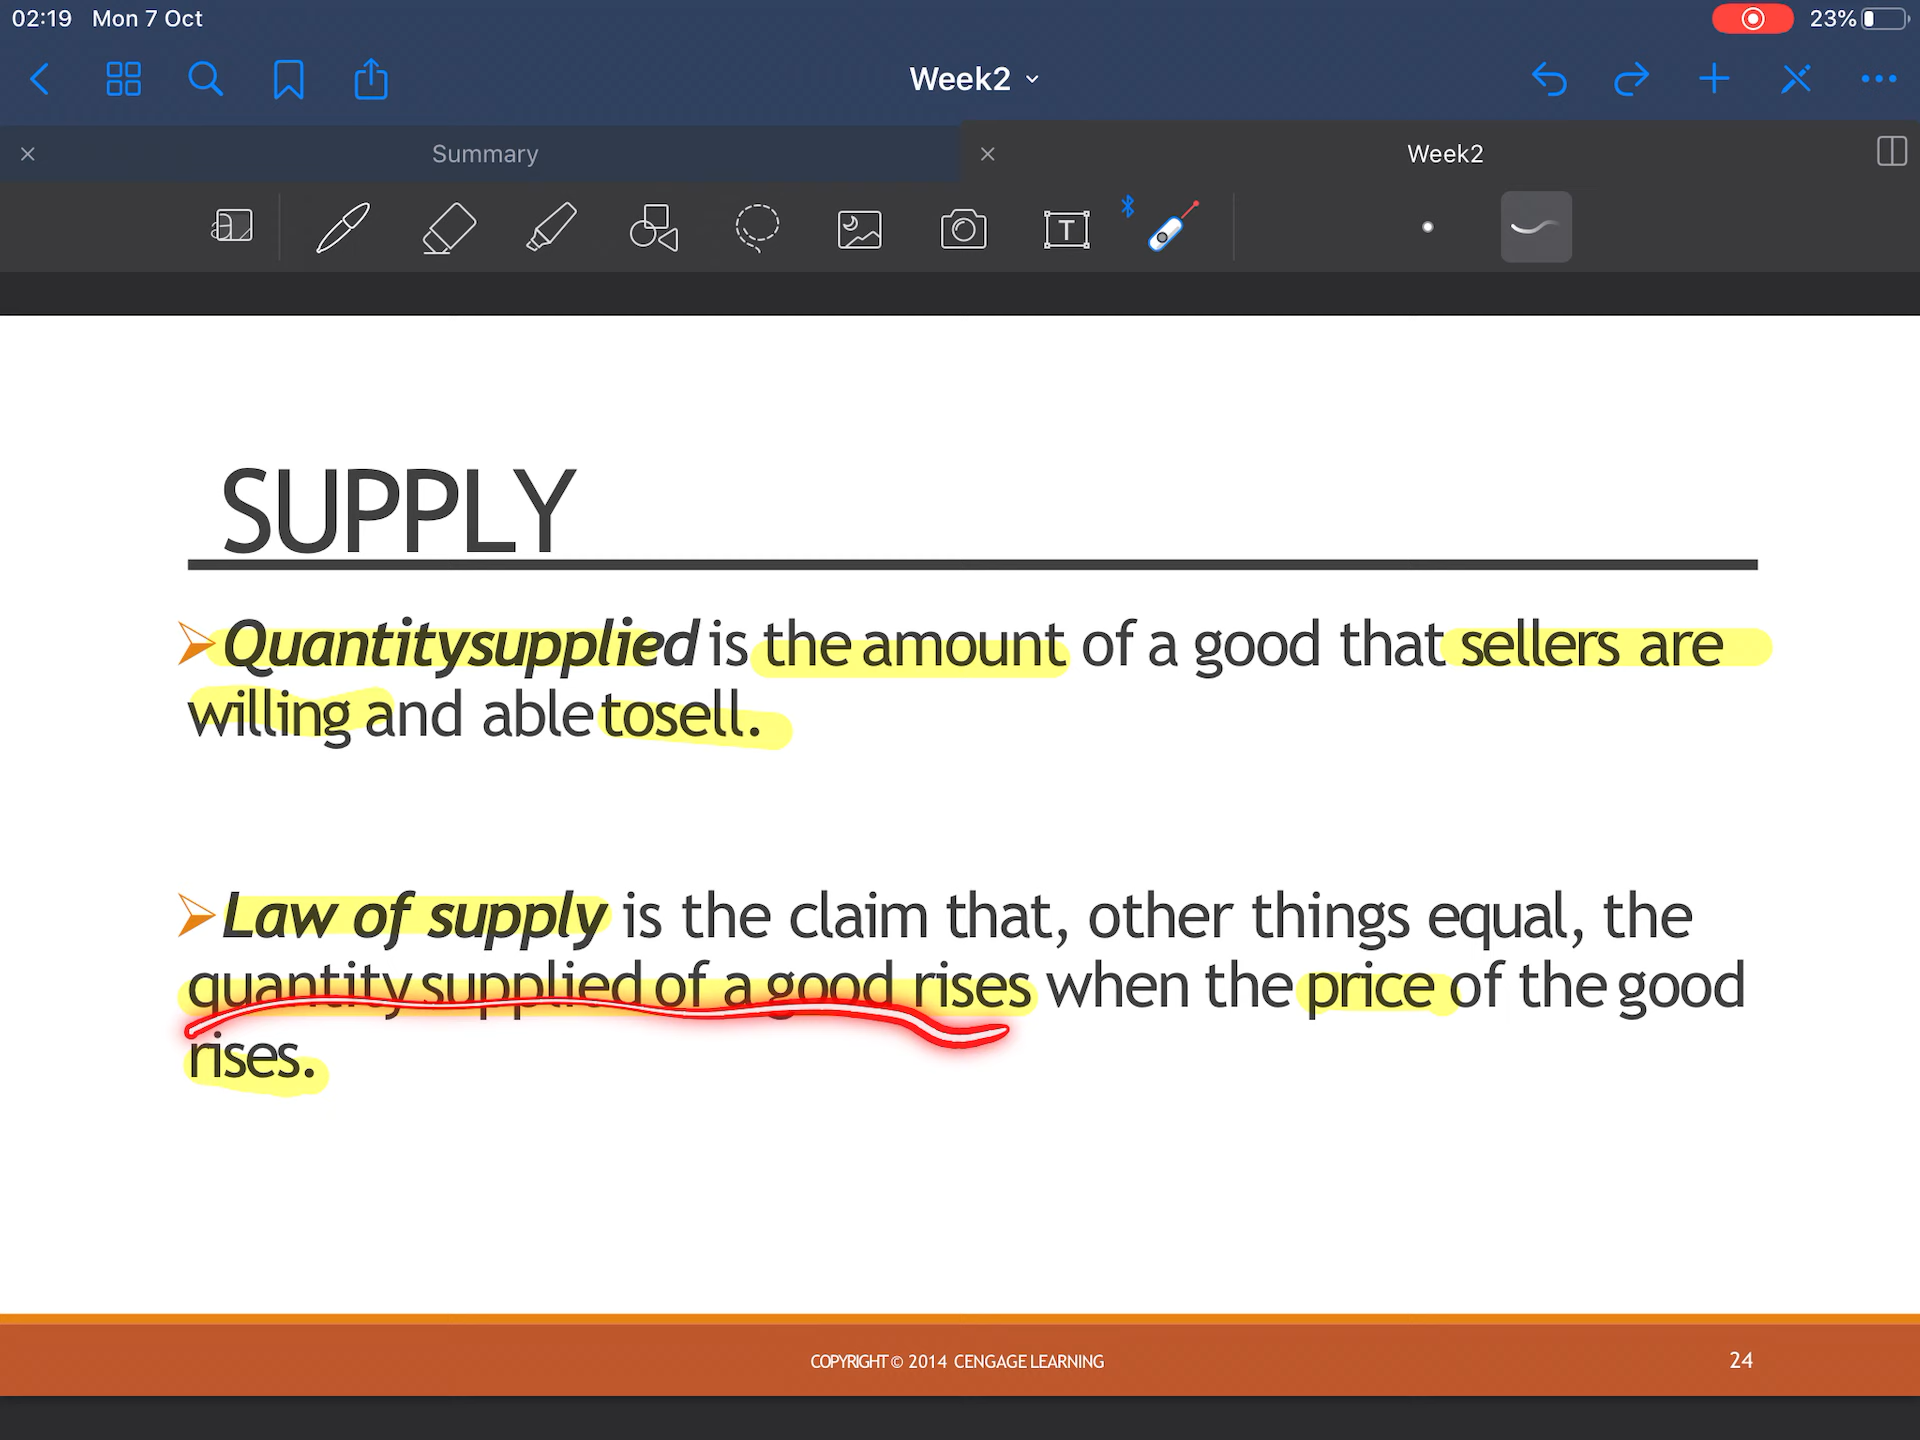 02:19 Mon 7 Oct 23%
Week2
Summary Week2
T
SUPPLY
Quantitysupplied is the amount of a good that sellers are
willing and able tosell.
Law of supply is the claim that, other things equal, the
quantity supplied of a good rises when the price of the good
rises.
COPYRIGHT © 2014 CENGAGE LEARNING 24